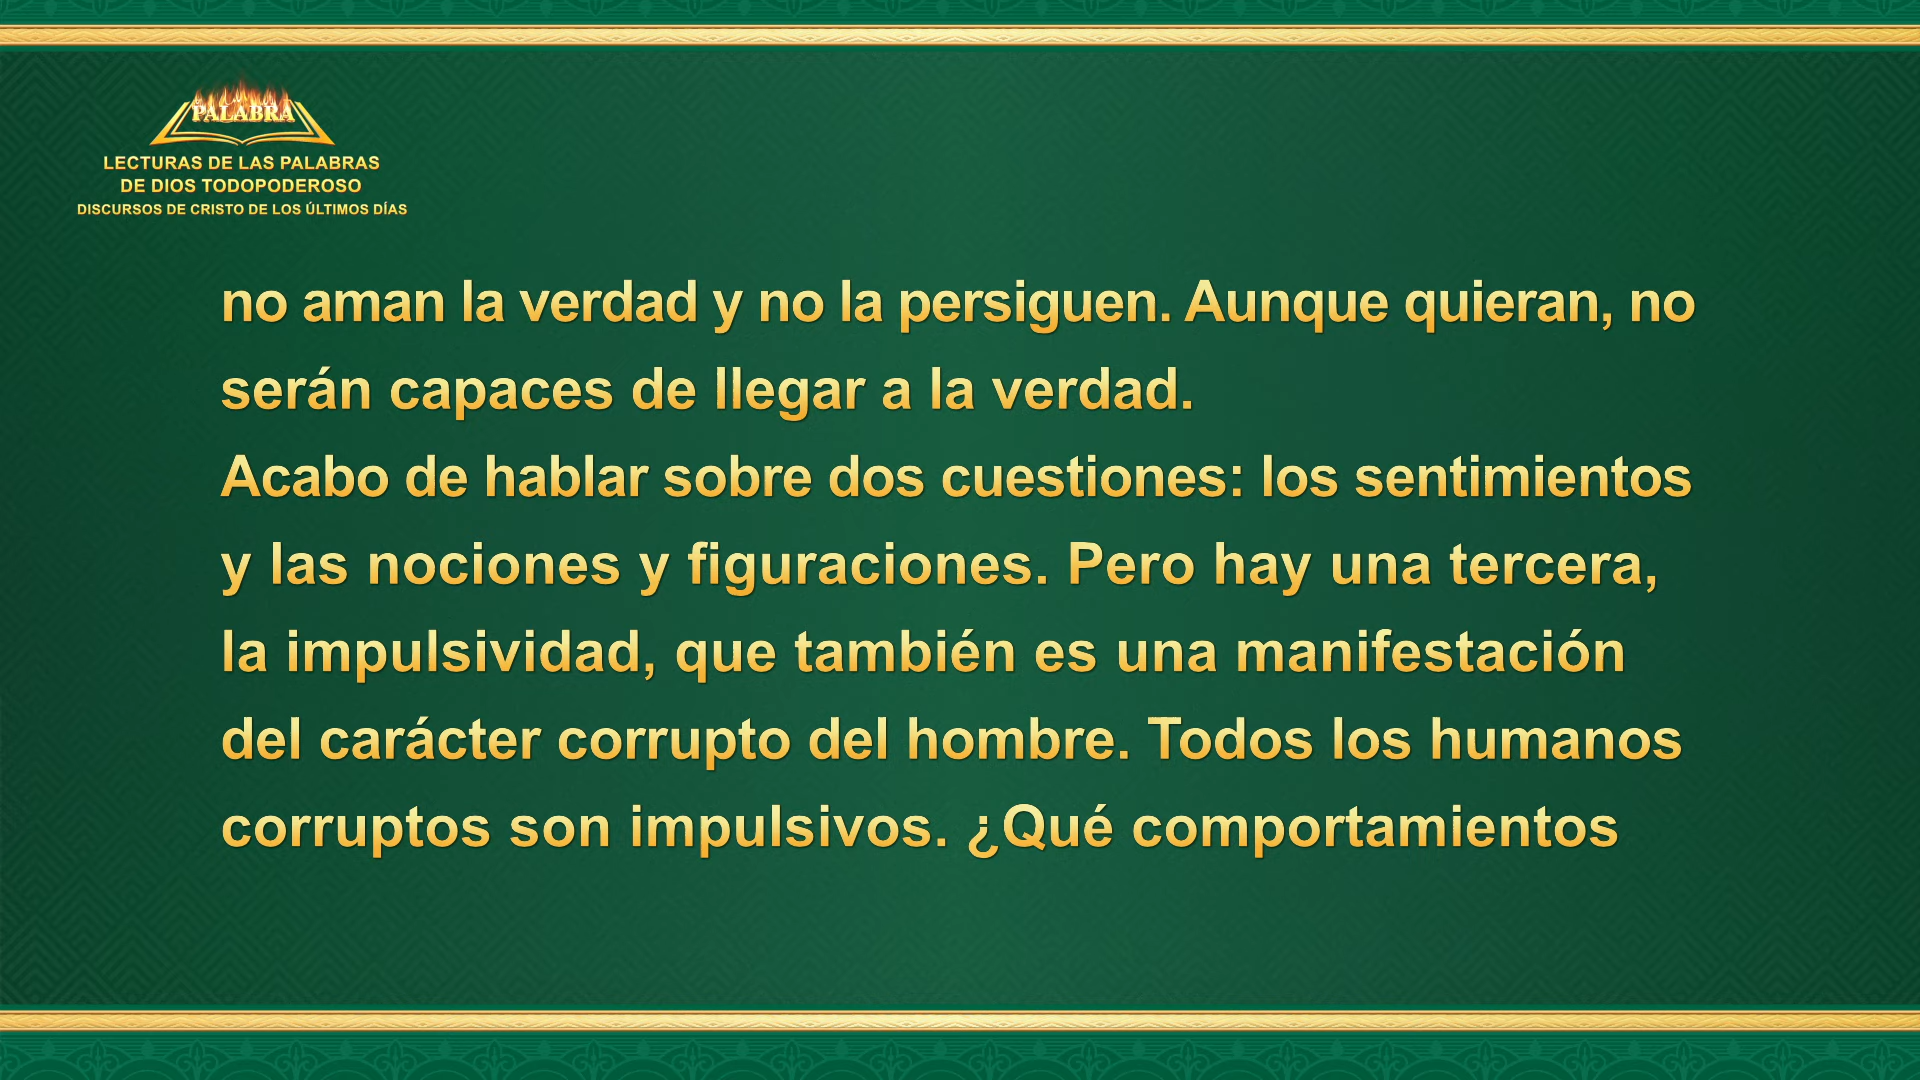 PALABRA
LECTURAS DE LAS PALABRAS
DE DIOS TODOPODEROSO
DISCURSOS DE CRISTO DE LOS ÚLTIMOS DÍAS
no aman la verdad y no la persiguen. Aunque quieran, no
serán capaces de llegar a la verdad.
Acabo de hablar sobre dos cuestiones: los sentimientos
y las nociones y figuraciones. Pero hay una tercera,
la impulsividad, que también es una manifestación
del carácter corrupto del hombre. Todos los humanos
corruptos son impulsivos. ¿Qué comportamientos